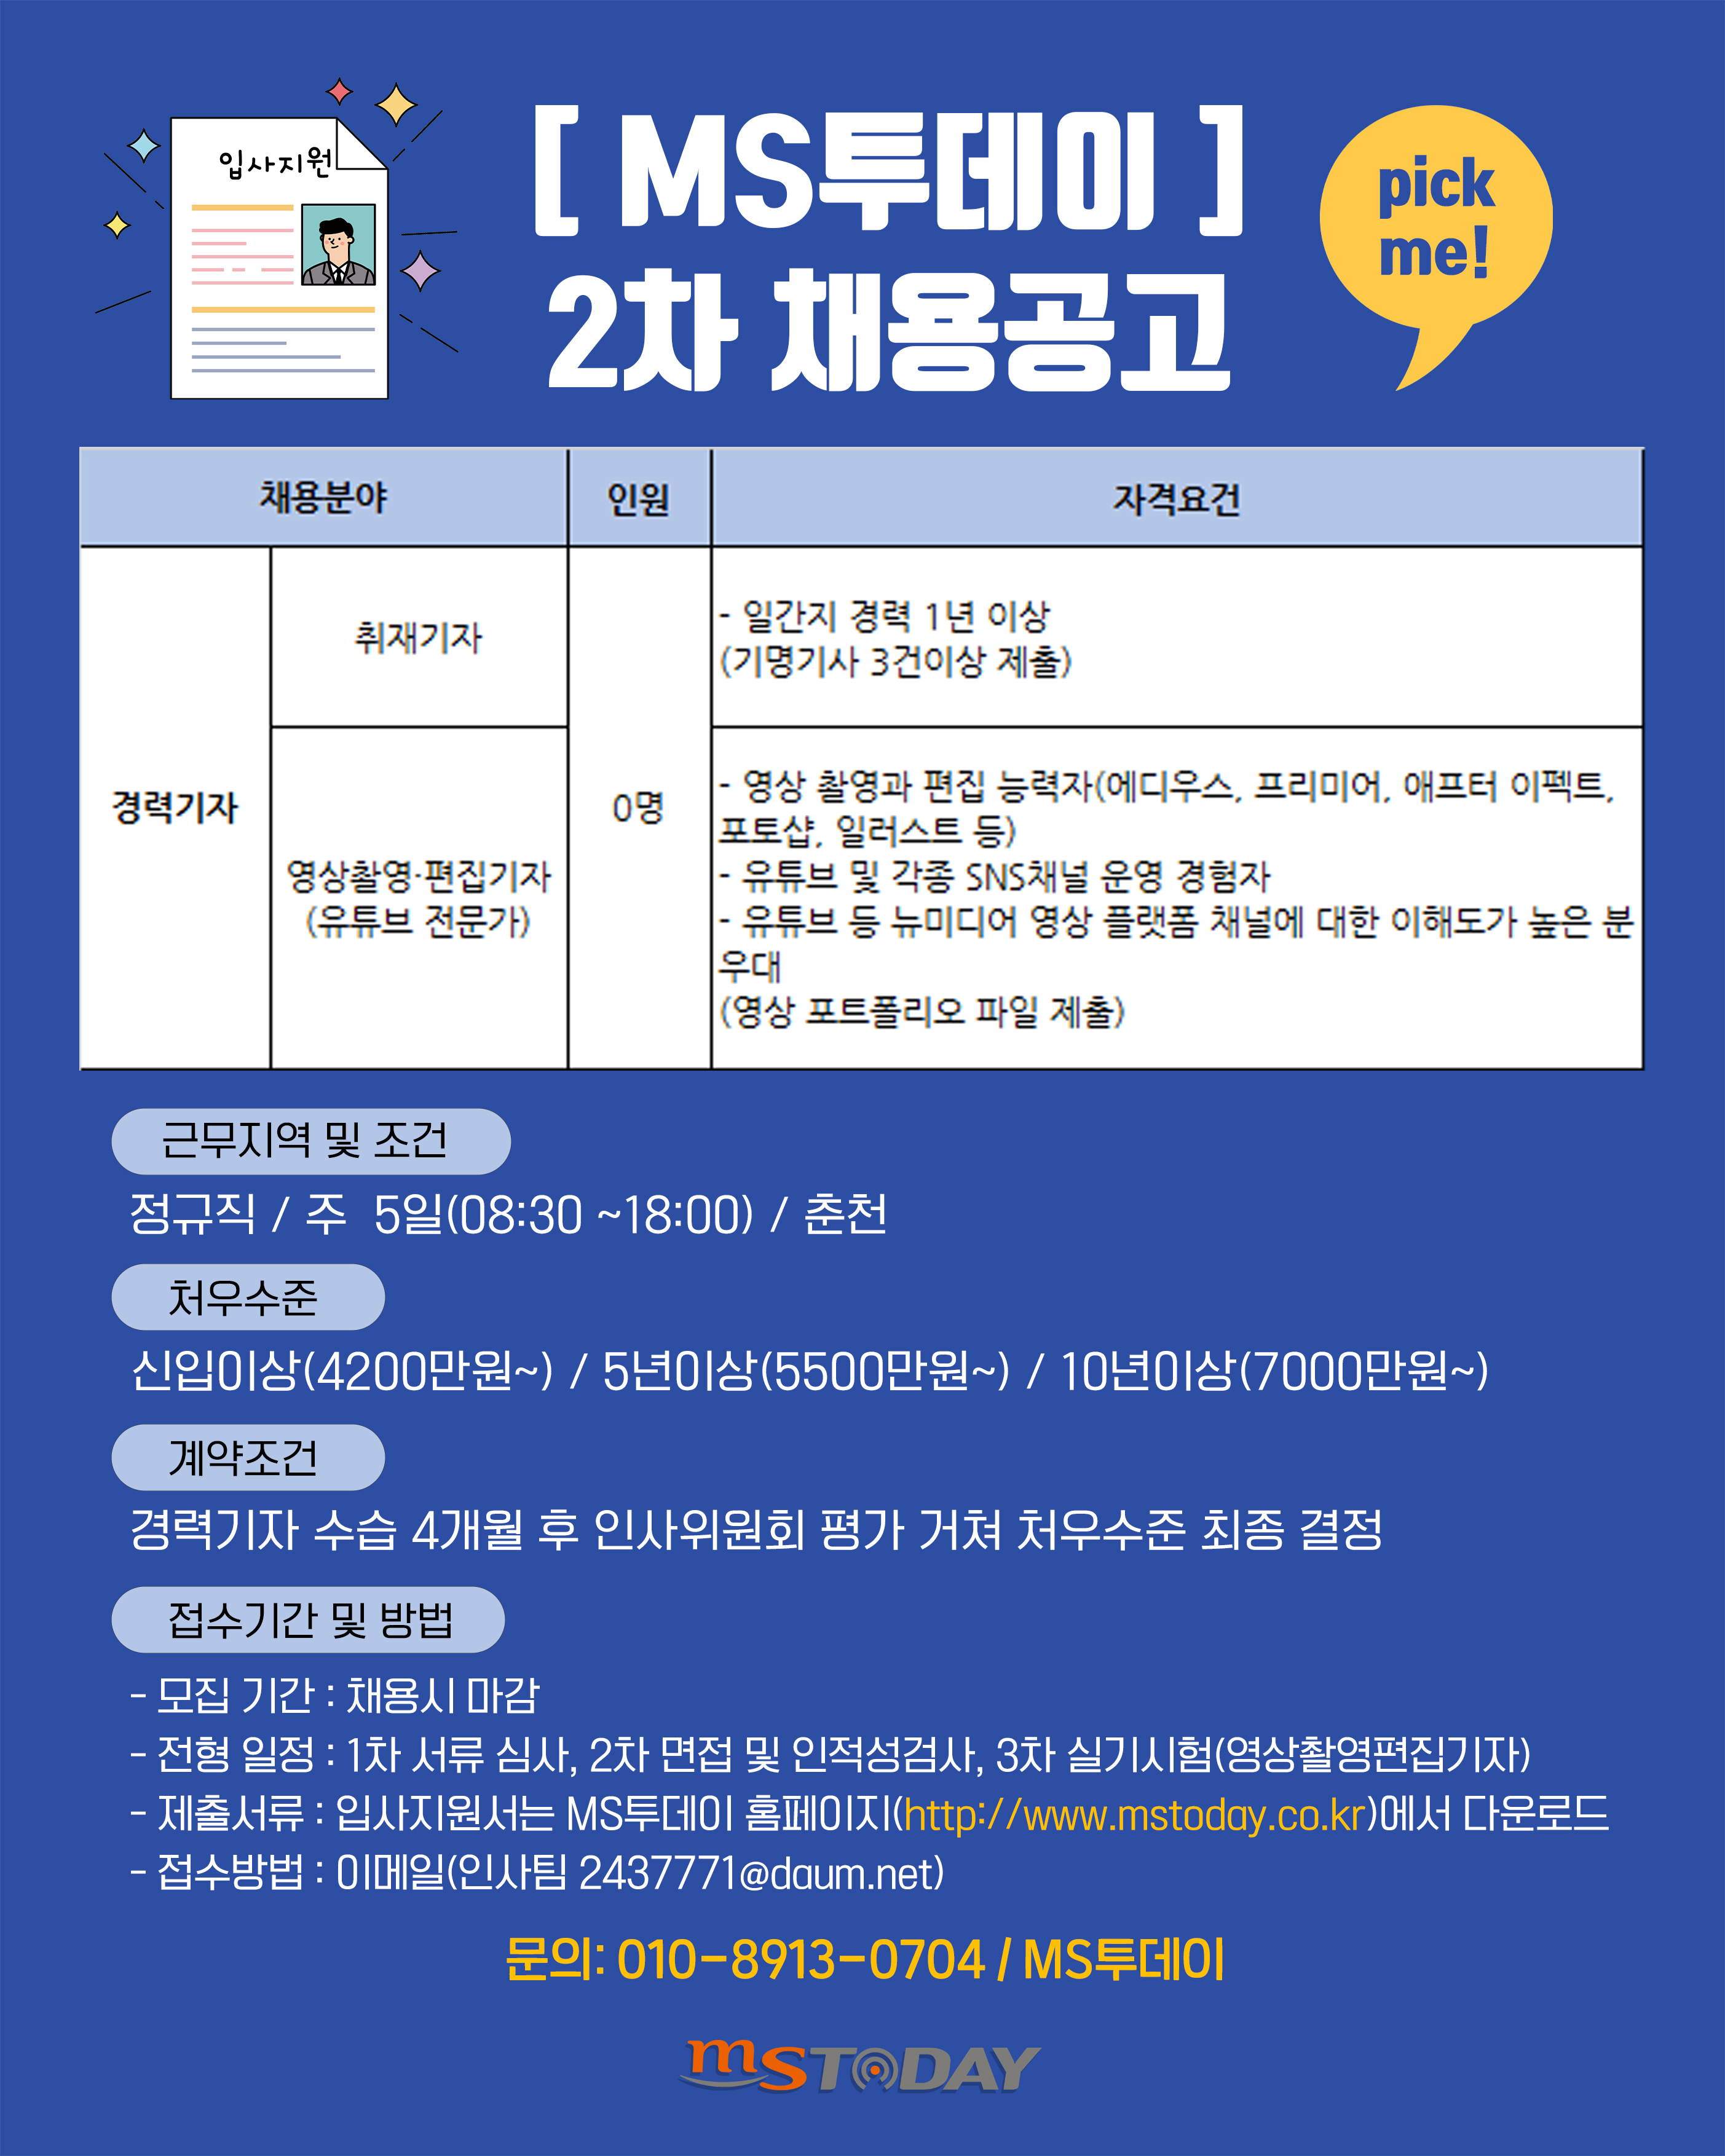 입사지원
[ MS투데이 ]
2차 채용공고
pick
me!
채용분야
인원
자격요건
경력기자
취재기자
0명
- 일간지 경력 1년 이상
(기명기사 3건이상 제출)
영상촬영·편집기자
(유튜브 전문가)
- 영상 촬영과 편집 능력자(에디우스, 프리미어, 애프터 이펙트,
포토샵, 일러스트 등)
- 유튜브 및 각종 SNS채널 운영 경험자
- 유튜브 등 뉴미디어 영상 플랫폼 채널에 대한 이해도가 높은 분
우대
(영상 포트폴리오 파일 제출)
근무지역 및 조건
정규직 / 주 5일(08:30 ~18:00) / 춘천
처우수준
신입이상(4200만원~) / 5년이상(5500만원~) / 10년이상(7000만원~)
계약조건
경력기자 수습 4개월 후 인사위원회 평가 거쳐 처우수준 최종 결정
접수기간 및 방법
- 모집 기간 : 채용시 마감
- 전형 일정 : 1차 서류 심사, 2차 면접 및 인적성검사, 3차 실기시험(영상촬영편집기자)
- 제출서류 : 입사지원서는 MS투데이 홈페이지(http://www.mstoday.co.kr)에서 다운로드
- 접수방법 : 이메일(인사팀 2437771@daum.net)
문의: 010-8913-0704 / MS투데이
msTODAY